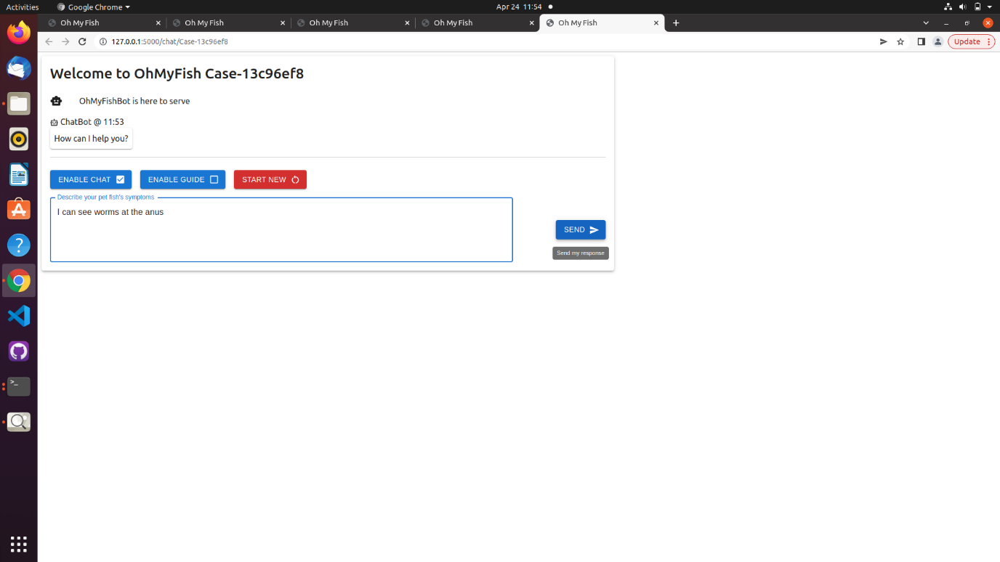 Activities Google Chrome Apr 24 11:54
Oh My Fish Oh My Fish Oh My Fish Oh My Fish Oh My Fish
127.0.0.1:5000/chat/Case-13c96ef8 Update
Welcome to OhMyFish Case-13c96ef8
OhMyFishBot is here to serve
ChatBot @ 11:53
How can I help you?
ENABLE CHAT ENABLE GUIDE START NEW
Describe your pet fish's symptoms
I can see worms at the anus
SEND
Send my response